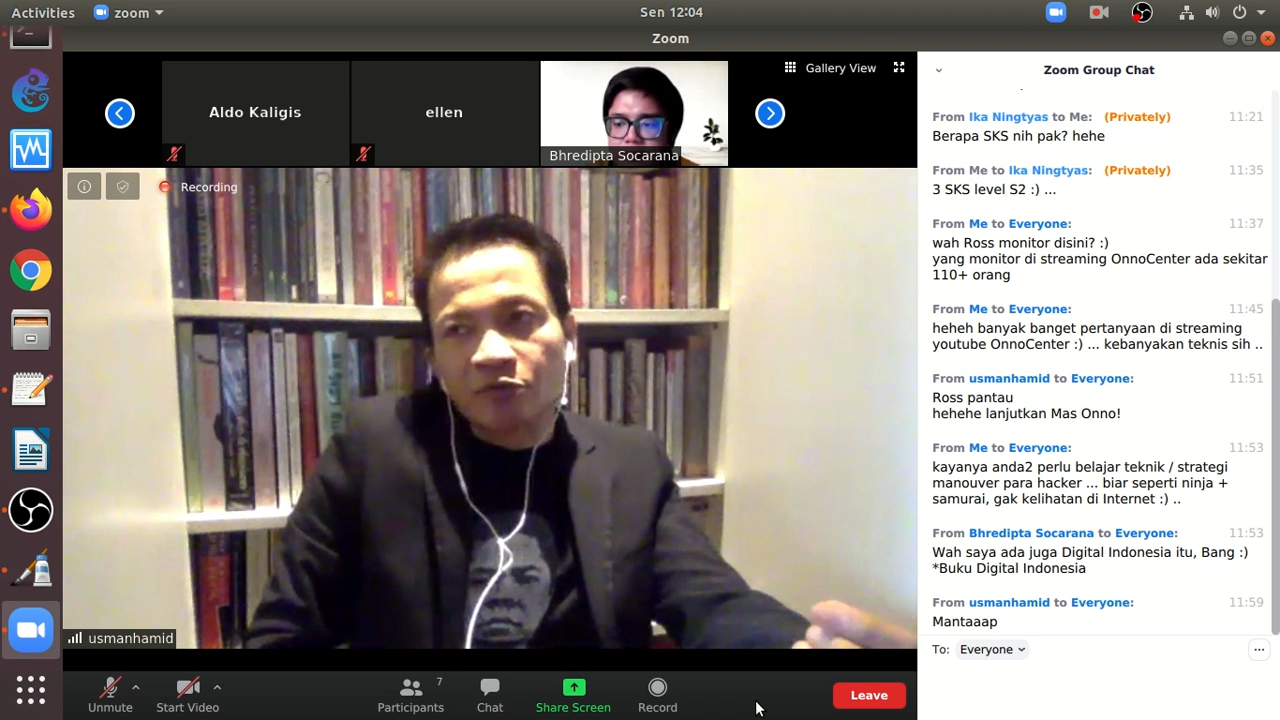 Activities
zoom
Sen 12:04
Zoom
Aldo Kaligis
ellen
Bhredipta Socarana
Gallery View
Recording
usmanhamid
Unmute
Start Video
Participants
7
Chat
Share Screen
Record
Leave
Zoom Group Chat
From Ika Ningtyas to Me: (Privately) 11:21
Berapa SKS nih pak? hehe
From Me to Ika Ningtyas: (Privately) 11:35
3 SKS level S2 :) ...
From Me to Everyone: 11:37
wah Ross monitor disini? :)
yang monitor di streaming OnnoCenter ada sekitar
110+ orang
From Me to Everyone: 11:45
heheh banyak banget pertanyaan di streaming
youtube OnnoCenter :) ... kebanyakan teknis sih ..
From usmanhamid to Everyone: 11:51
Ross pantau
hehehe lanjutkan Mas Onno!
From Me to Everyone: 11:53
kayanya anda2 perlu belajar teknik / strategi
manouver para hacker ... biar seperti ninja +
samurai, gak kelihatan di Internet :) ..
From Bhredipta Socarana to Everyone: 11:53
Wah saya ada juga Digital Indonesia itu, Bang :)
*Buku Digital Indonesia
From usmanhamid to Everyone: 11:59
Mantaaap
To: Everyone